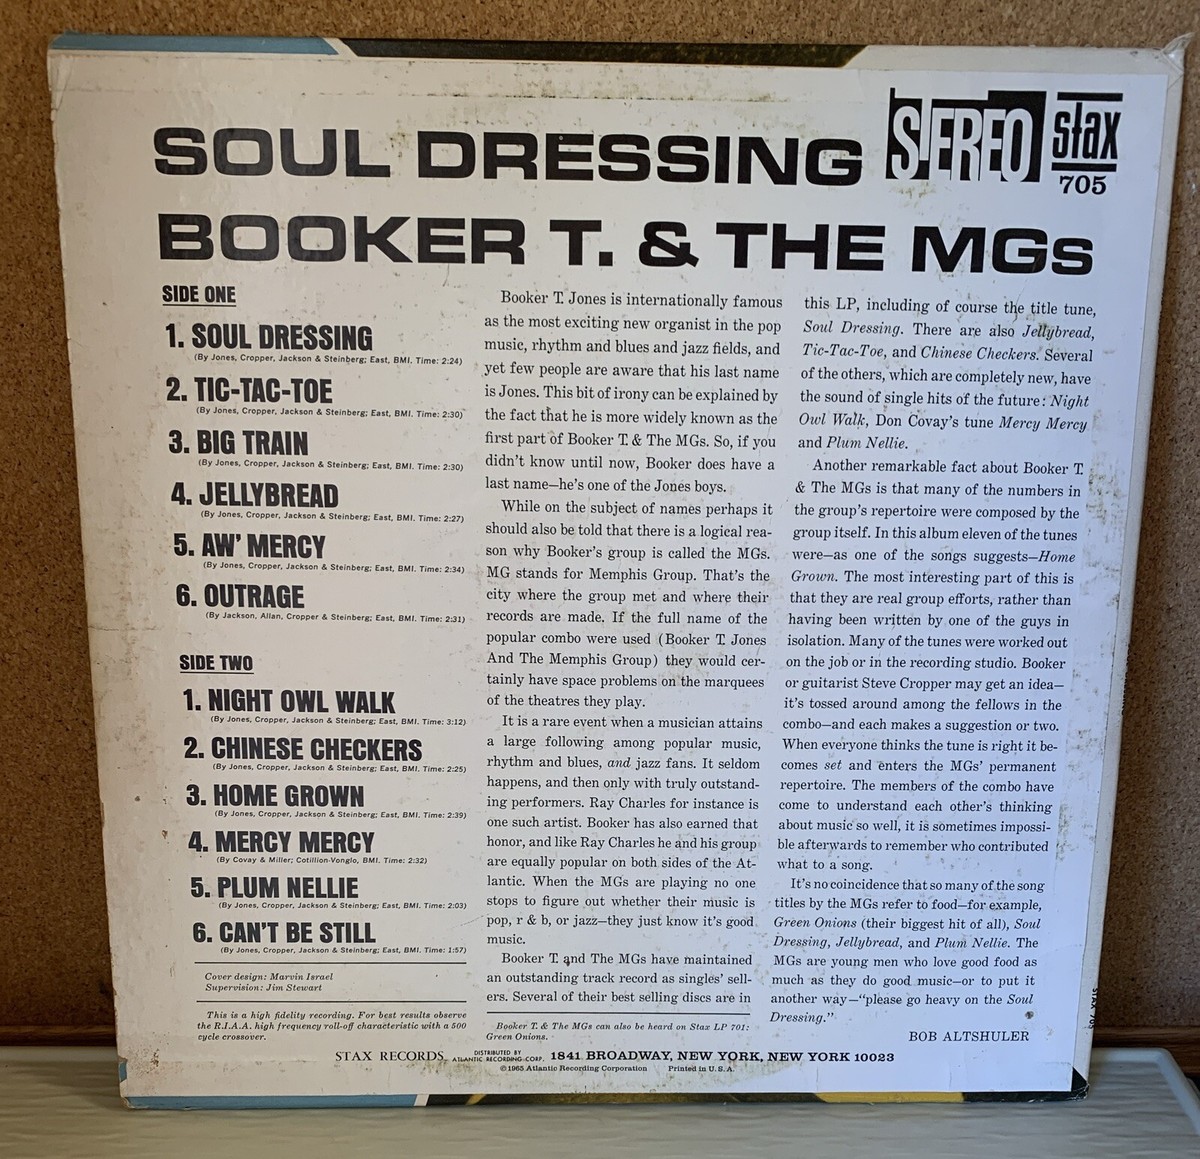 SOUL DRESSING
STEREO
stax
705
BOOKER T. & THE MGs
SIDE ONE
1. SOUL DRESSING
(By Jones, Cropper, Jackson & Steinberg; East, BMI. Time: 2:24)
2. TIC-TAC-TOE
(By Jones, Cropper, Jackson & Steinberg; East, BMI. Time: 2:30)
3. BIG TRAIN
(By Jones, Cropper, Jackson & Steinberg; East, BMI. Time: 2:30)
4. JELLYBREAD
(By Jones, Cropper, Jackson & Steinberg; East, BMI. Time: 2:27)
5. AW' MERCY
(By Jones, Cropper, Jackson & Steinberg; East, BMI. Time: 2:34)
6. OUTRAGE
(By Jackson, Allan, Cropper & Steinberg; East, BMI. Time: 2:31)
SIDE TWO
1. NIGHT OWL WALK
(By Jones, Cropper, Jackson & Steinberg; East, BMI. Time: 3:12)
2. CHINESE CHECKERS
(By Jones, Cropper, Jackson & Steinberg; East, BMI. Time: 2:25)
3. HOME GROWN
(By Jones, Cropper, Jackson & Steinberg; East, BMI. Time: 2:39)
4. MERCY MERCY
(By Covay & Miller; Cotillion-Vonglo, BMI. Time: 2:32)
5. PLUM NELLIE
(By Jones, Cropper, Jackson & Steinberg; East, BMI. Time: 2:03)
6. CAN'T BE STILL
(By Jones, Cropper, Jackson & Steinberg; East, BMI. Time: 1:57)
Cover design: Marvin Israel
Supervision: Jim Stewart
This is a high fidelity recording. For best results observe
the R.I.A.A. high frequency roll-off characteristic with a 500
cycle crossover.
Booker T. Jones is internationally famous
as the most exciting new organist in the pop
music, rhythm and blues and jazz fields, and
yet few people are aware that his last name
is Jones. This bit of irony can be explained by
the fact that he is more widely known as the
first part of Booker T. & The MGs. So, if you
didn't know until now, Booker does have a
last name—he's one of the Jones boys.
While on the subject of names perhaps it
should also be told that there is a logical rea-
son why Booker's group is called the MGs.
MG stands for Memphis Group. That's the
city where the group met and where their
records are made. If the full name of the
popular combo were used (Booker T. Jones
And The Memphis Group) they would cer-
tainly have space problems on the marquees
of the theatres they play.
It is a rare event when a musician attains
a large following among popular music,
rhythm and blues, and jazz fans. It seldom
happens, and then only with truly outstand-
ing performers. Ray Charles for instance is
one such artist. Booker has also earned that
honor, and like Ray Charles he and his group
are equally popular on both sides of the At-
lantic. When the MGs are playing no one
stops to figure out whether their music is
pop, r & b, or jazz—they just know it's good
music.
Booker T. and The MGs have maintained
an outstanding track record as singles' sell-
ers. Several of their best selling discs are in
Booker T. & The MGs can also be heard on Stax LP 701:
Green Onions.
this LP, including of course the title tune,
Soul Dressing. There are also Jellybread,
Tic-Tac-Toe, and Chinese Checkers. Several
of the others, which are completely new, have
the sound of single hits of the future: Night
Owl Walk, Don Covay's tune Mercy Mercy
and Plum Nellie.
Another remarkable fact about Booker T.
& The MGs is that many of the numbers in
the group's repertoire were composed by the
group itself. In this album eleven of the tunes
were—as one of the songs suggests—Home
Grown. The most interesting part of this is
that they are real group efforts, rather than
having been written by one of the guys in
isolation. Many of the tunes were worked out
on the job or in the recording studio. Booker
or guitarist Steve Cropper may get an idea—
it's tossed around among the fellows in the
combo—and each makes a suggestion or two.
When everyone thinks the tune is right it be-
comes set and enters the MGs' permanent
repertoire. The members of the combo have
come to understand each other's thinking
about music so well, it is sometimes impossi-
ble afterwards to remember who contributed
what to a song.
It's no coincidence that so many of the song
titles by the MGs refer to food—for example,
Green Onions (their biggest hit of all), Soul
Dressing, Jellybread, and Plum Nellie. The
MGs are young men who love good food as
much as they do good music—or to put it
another way—"please go heavy on the Soul
Dressing."
BOB ALTSHULER
STAX RECORDS, DISTRIBUTED BY ATLANTIC RECORDING CORP. 1841 BROADWAY, NEW YORK, NEW YORK 10023
©1965 Atlantic Recording Corporation Printed in U.S.A.
STAX 705